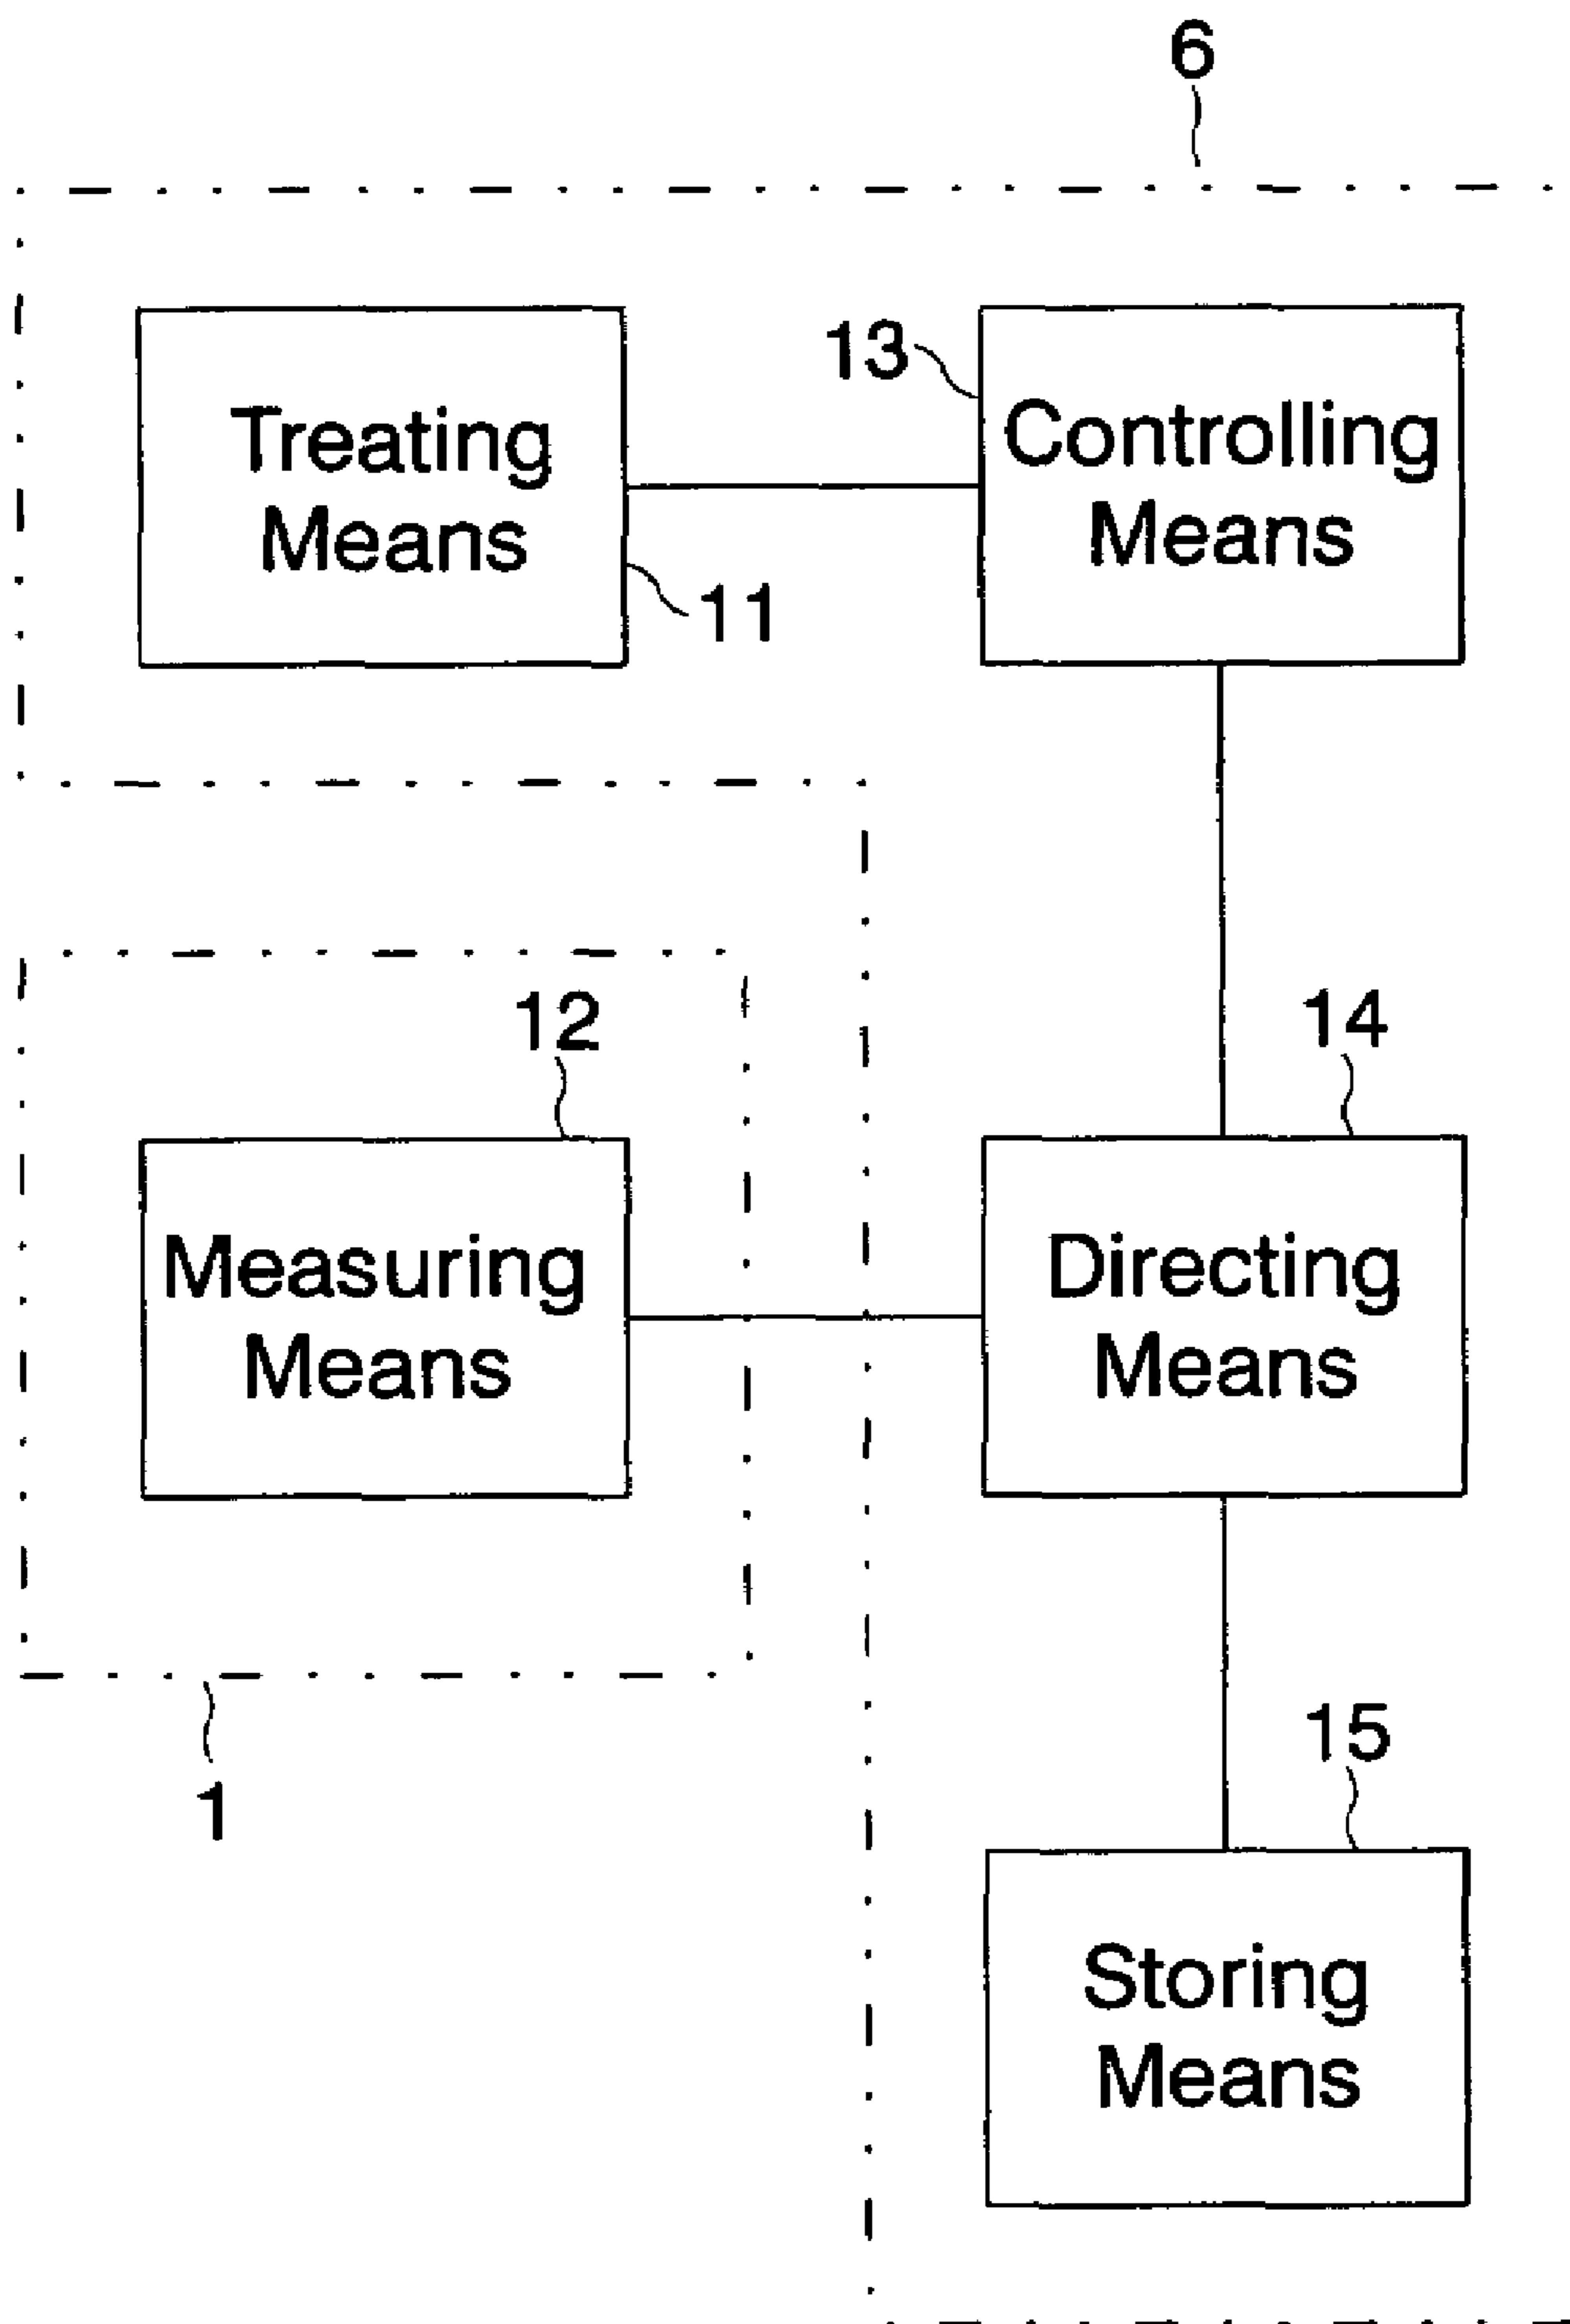 6
Treating
Means
11
13
Controlling
Means
12
Measuring
Means
1
14
Directing
Means
15
Storing
Means